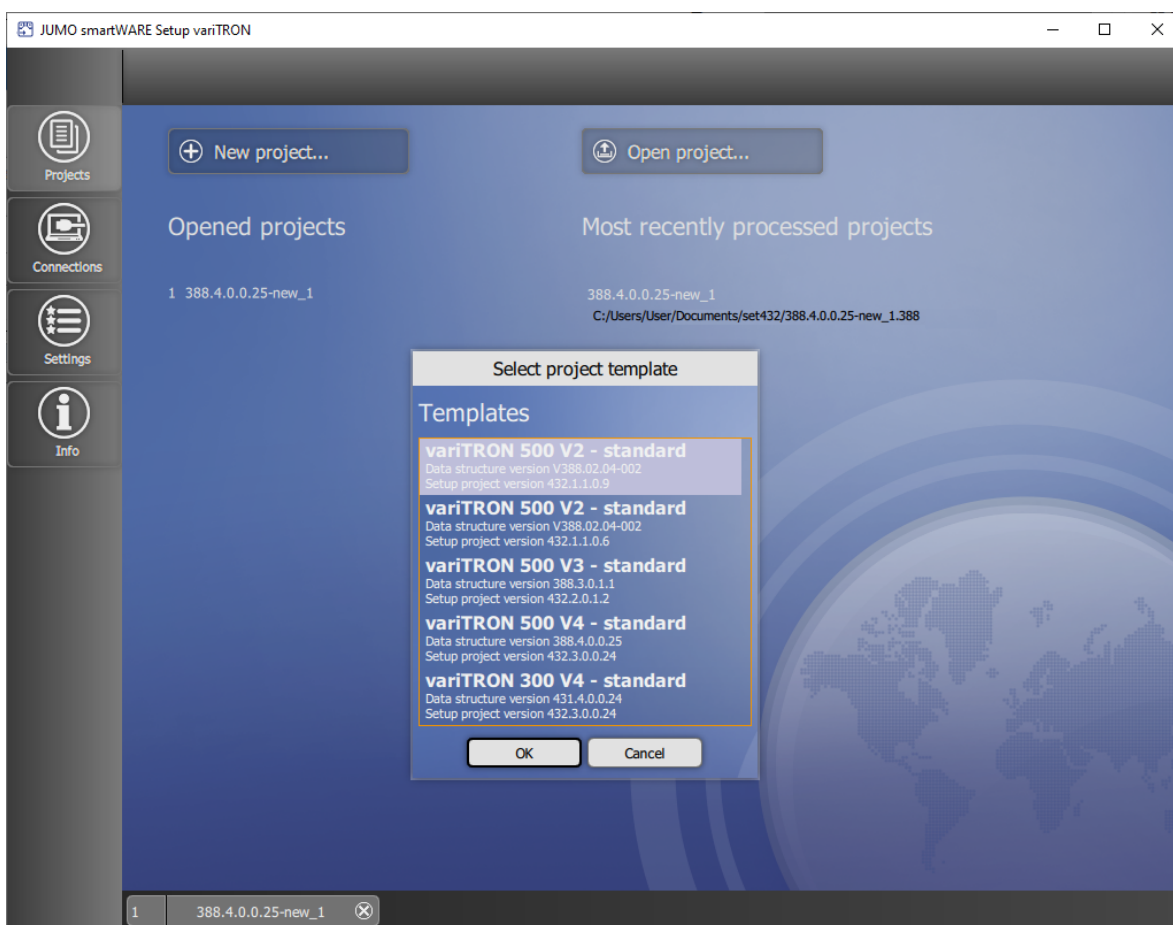 JUMO smartWARE Setup variTRON
Projects
Connections
Settings
Info
New project...
Open project...
Opened projects
1 388.4.0.0.25-new_1
Most recently processed projects
388.4.0.0.25-new_1
C:/Users/User/Documents/set432/388.4.0.0.25-new_1.388
Select project template
Templates
variTRON 500 V2 - standard
Data structure version V388.02.04-002
Setup project version 432.1.1.0.9
variTRON 500 V2 - standard
Data structure version V388.02.04-002
Setup project version 432.1.1.0.6
variTRON 500 V3 - standard
Data structure version 388.3.0.1.1
Setup project version 432.2.0.1.2
variTRON 500 V4 - standard
Data structure version 388.4.0.0.25
Setup project version 432.3.0.0.24
variTRON 300 V4 - standard
Data structure version 431.4.0.0.24
Setup project version 432.3.0.0.24
OK
Cancel
1 388.4.0.0.25-new_1